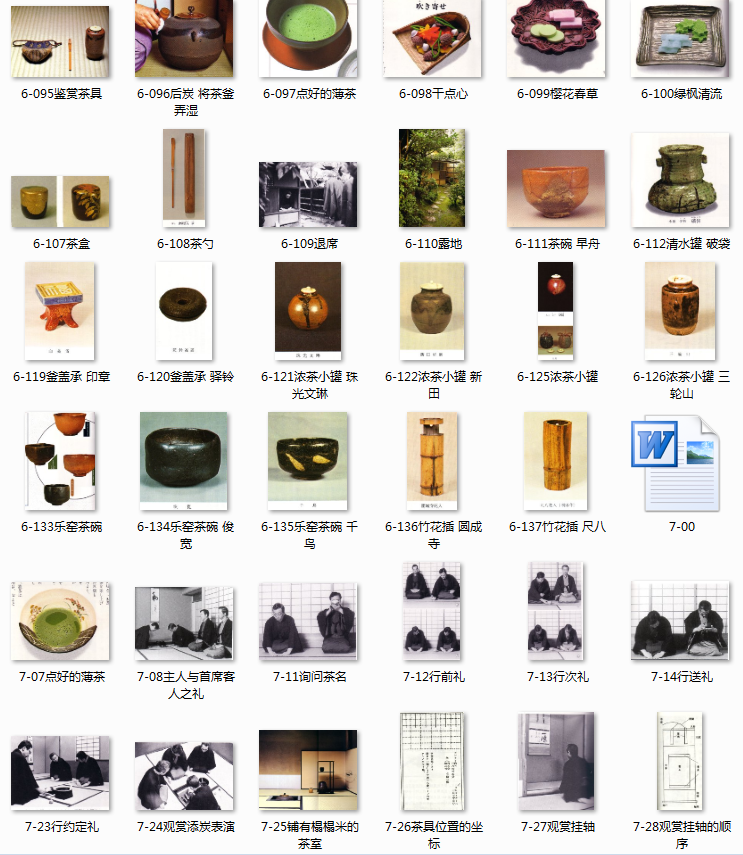 吹き寄せ
6-095鉴赏茶具
6-096后炭 将茶釜
弄湿
6-097点好的薄茶
6-098干点心
6-099樱花春草
6-100绿枫清流
6-107茶盒
6-108茶勺
6-109退席
6-110露地
6-111茶碗 早舟
6-112清水罐 破袋
6-119釜盖承 印章
6-120釜盖承 驿铃
6-121浓茶小罐 珠
光文琳
6-122浓茶小罐 新
田
6-125浓茶小罐
6-126浓茶小罐 三
轮山
6-133乐窑茶碗
6-134乐窑茶碗 俊
宽
6-135乐窑茶碗 千
鸟
6-136竹花插 圆成
寺
6-137竹花插 尺八
W
7-00
7-07点好的薄茶
7-08主人与首席客
人之礼
7-11询问茶名
7-12行前礼
7-13行次礼
7-14行送礼
7-23行约定礼
7-24观赏添炭表演
7-25铺有榻榻米的
茶室
7-26茶具位置的坐
标
7-27观赏挂轴
7-28观赏挂轴的顺
序